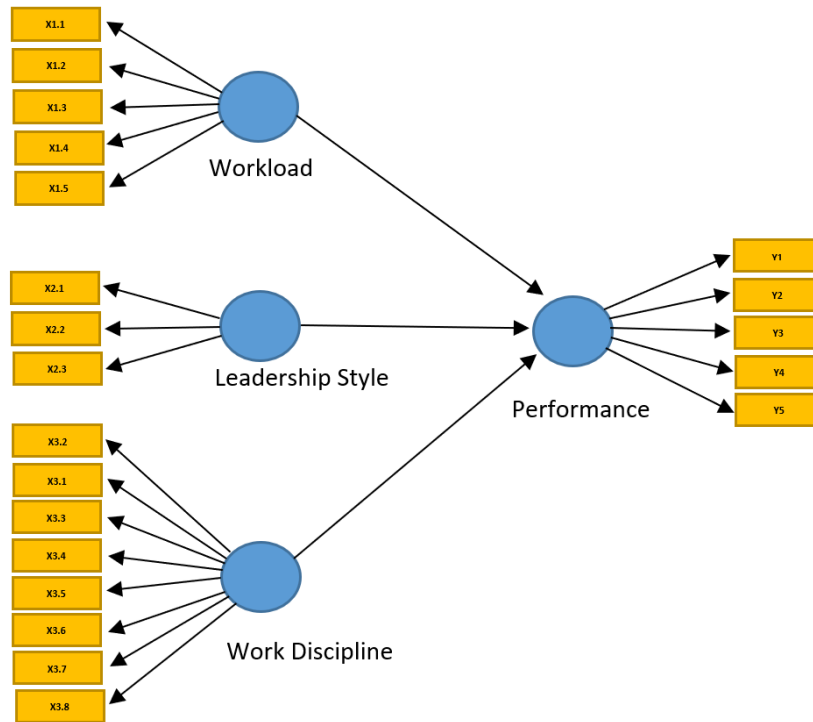 X1.1
X1.2
X1.3
X1.4
X1.5
Workload
X2.1
X2.2
X2.3
Leadership Style
X3.2
X3.1
X3.3
X3.4
X3.5
X3.6
X3.7
X3.8
Work Discipline
Y1
Y2
Y3
Y4
Y5
Performance